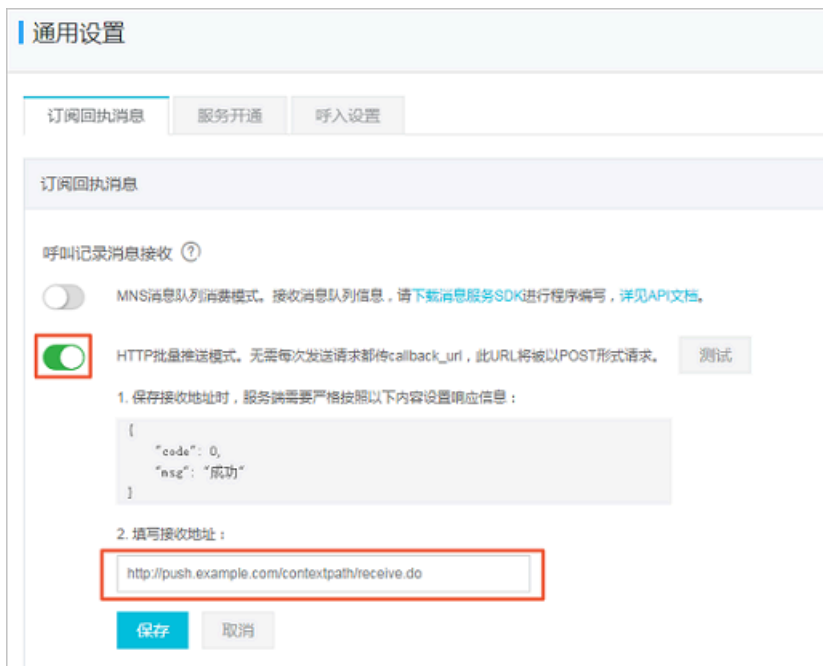 通用设置
订阅回执消息 服务开通 呼入设置
订阅回执消息
呼叫记录消息接收 ?
MNS消息队列消费模式。接收消息队列信息，请下载消息服务SDK进行程序编写，详见API文档。
HTTP批量推送模式。无需每次发送请求都传callback_url，此URL将被以POST形式请求。 测试
1. 保存接收地址时，服务端需要严格按照以下内容设置响应信息：
{
"code": 0,
"msg": "成功"
}
2. 填写接收地址：
http://push.example.com/contextpath/receive.do
保存 取消